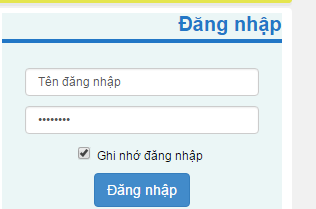 Đăng nhập
Tên đăng nhập
••••••••
Ghi nhớ đăng nhập
Đăng nhập